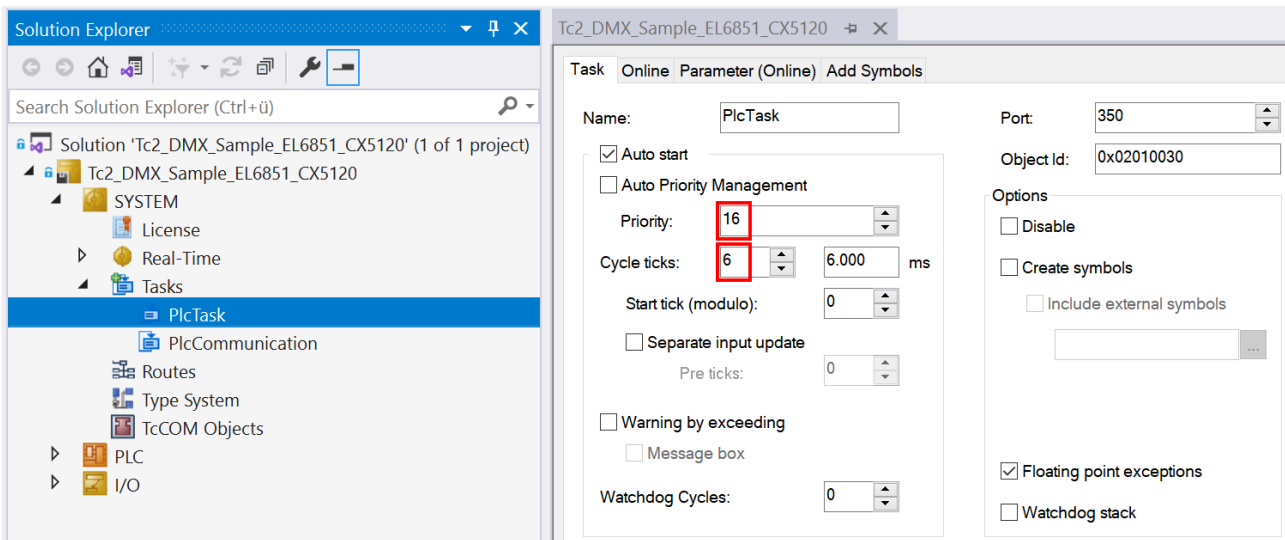 Solution Explorer
Search Solution Explorer (Ctrl+ü)
Solution 'Tc2_DMX_Sample_EL6851_CX5120' (1 of 1 project)
Tc2_DMX_Sample_EL6851_CX5120
SYSTEM
License
Real-Time
Tasks
PlcTask
PlcCommunication
Routes
Type System
TcCOM Objects
PLC
I/O
Tc2_DMX_Sample_EL6851_CX5120
Task Online Parameter (Online) Add Symbols
Name: PlcTask
Auto start
Auto Priority Management
Priority: 16
Cycle ticks: 6 6.000 ms
Start tick (modulo): 0
Separate input update
Pre ticks: 0
Warning by exceeding
Message box
Watchdog Cycles: 0
Port: 350
Object Id: 0x02010030
Options
Disable
Create symbols
Include external symbols
...
Floating point exceptions
Watchdog stack